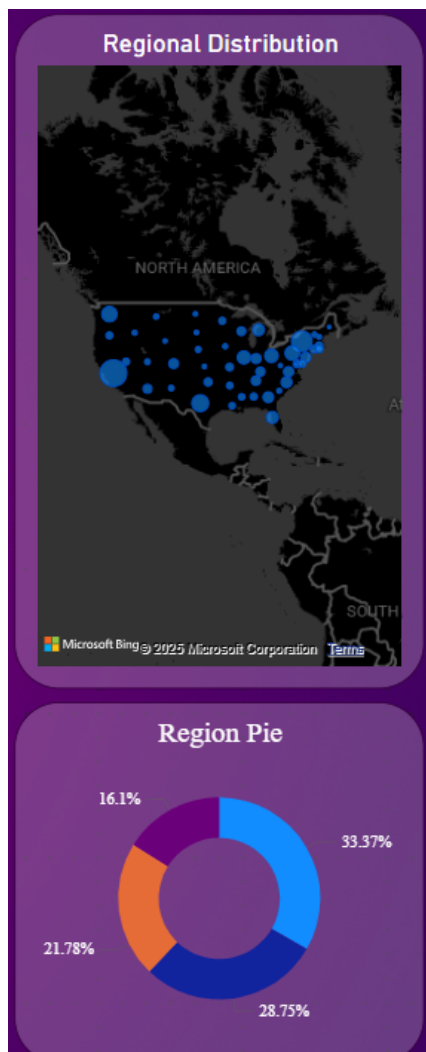 Regional Distribution
NORTH AMERICA
SOUTH
Microsoft Bing © 2025 Microsoft Corporation Terms
Region Pie
16.1%
33.37%
21.78%
28.75%